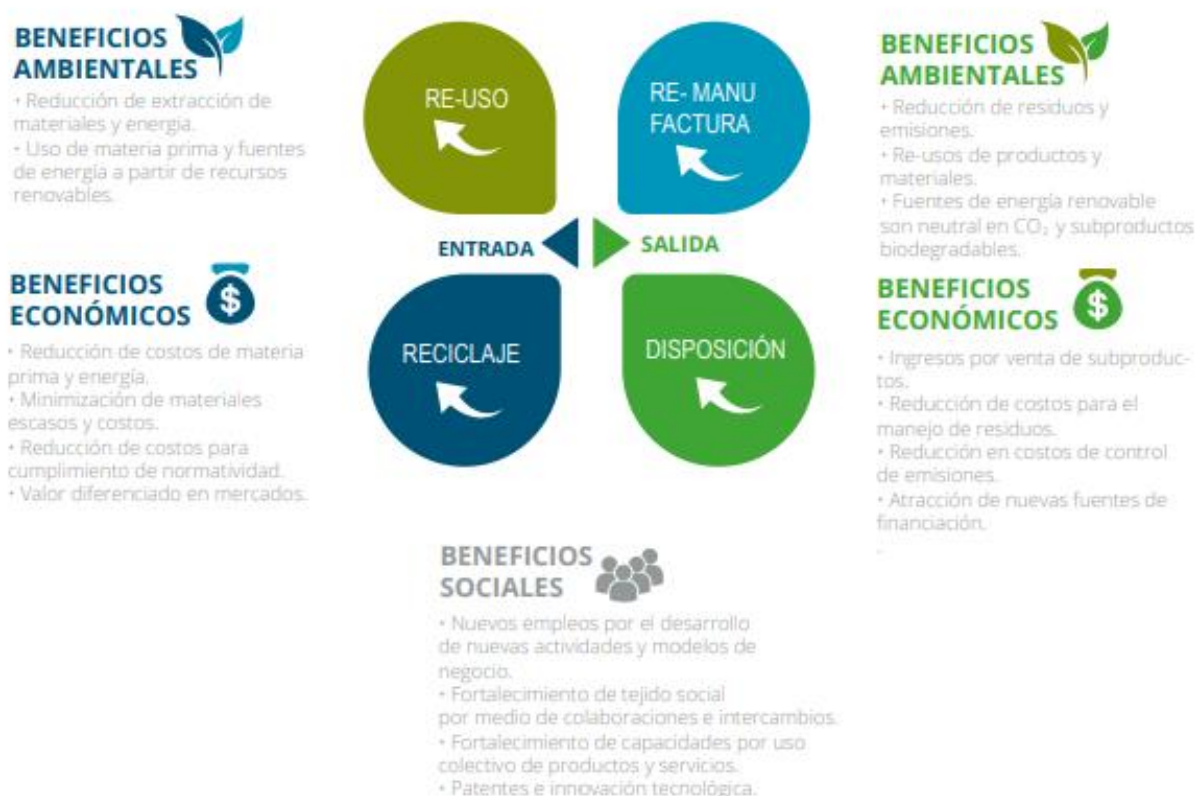 BENEFICIOS
AMBIENTALES
• Reducción de extracción de
materiales y energia.
• Uso de materia prima y fuentes
de energía a partir de recursos
renovables.
BENEFICIOS
ECONÓMICOS
$
• Reducción de costos de materia
prima y energía.
• Minimización de materiales
escasos y costos.
• Reducción de costos para
cumplimiento de normatividad.
• Valor diferenciado en mercados.
RE-USO
RE- MANU
FACTURA
ENTRADA
SALIDA
RECICLAJE
DISPOSICIÓN
BENEFICIOS
AMBIENTALES
• Reducción de residuos y
emisiones.
• Re-usos de productos y
materiales.
• Fuentes de energía renovable
son neutral en CO₂ y subproductos
biodegradables.
BENEFICIOS
ECONÓMICOS
$
• Ingresos por venta de subproduc-
tos.
• Reducción de costos para el
manejo de residuos.
• Reducción en costos de control
de emisiones.
• Atracción de nuevas fuentes de
financiación.
.
BENEFICIOS
SOCIALES
• Nuevos empleos por el desarrollo
de nuevas actividades y modelos de
negocio.
• Fortalecimiento de tejido social
por medio de colaboraciones e intercambios.
• Fortalecimiento de capacidades por uso
colectivo de productos y servicios.
• Patentes e innovación tecnológica.